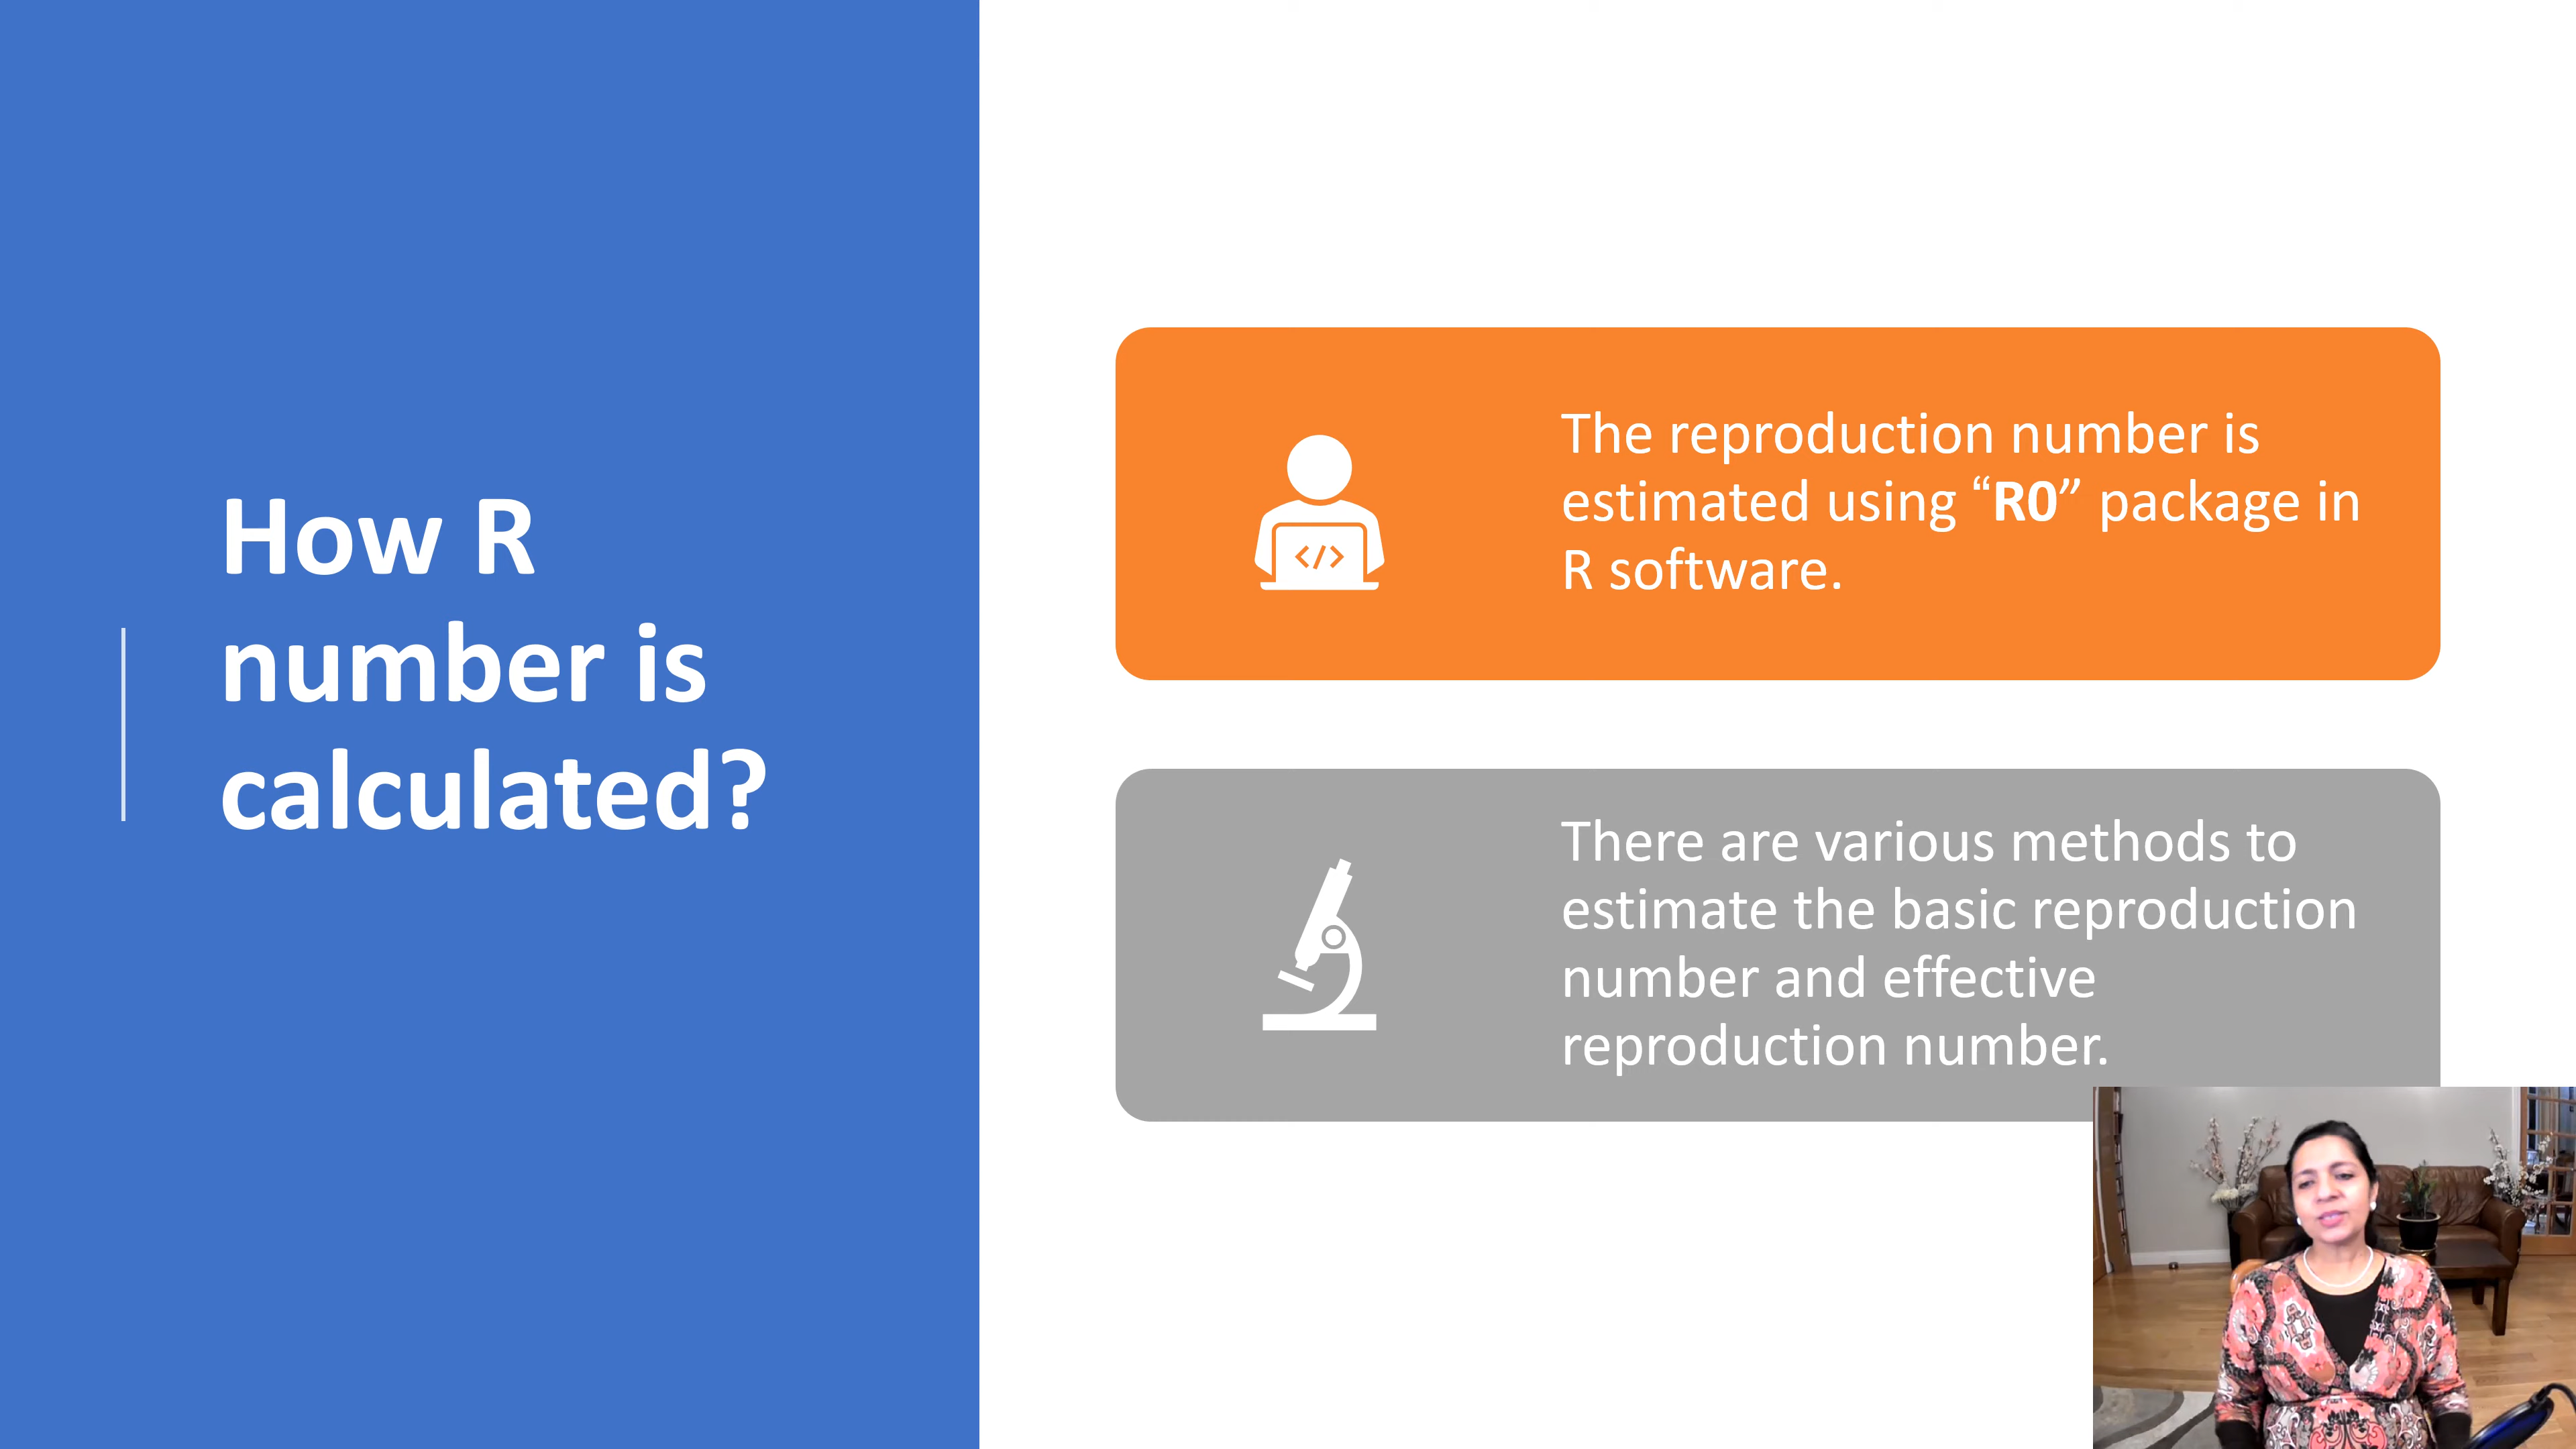 How R
number is
calculated?
The reproduction number is
estimated using “R0” package in
R software.
There are various methods to
estimate the basic reproduction
number and effective
reproduction number.